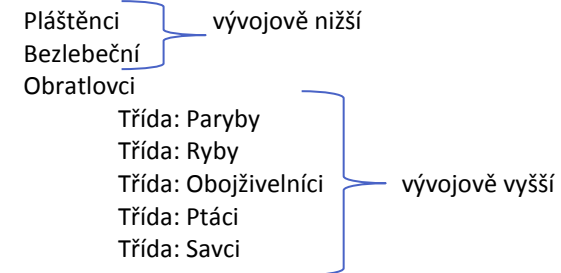 Pláštěnci vývojově nižší
Bezlebeční
Obratlovci
Třída: Paryby
Třída: Ryby
Třída: Obojživelníci vývojově vyšší
Třída: Ptáci
Třída: Savci